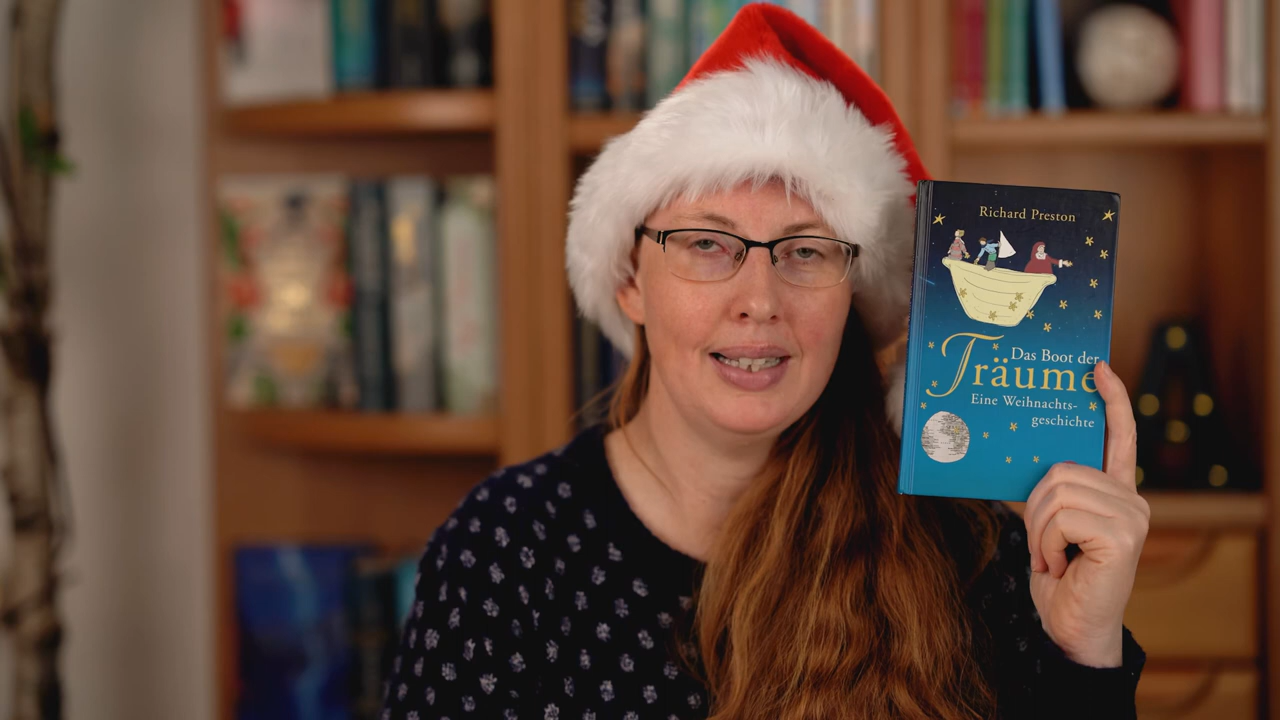 Richard Preston
Das Boot der
Träume
Eine Weihnachts-
geschichte